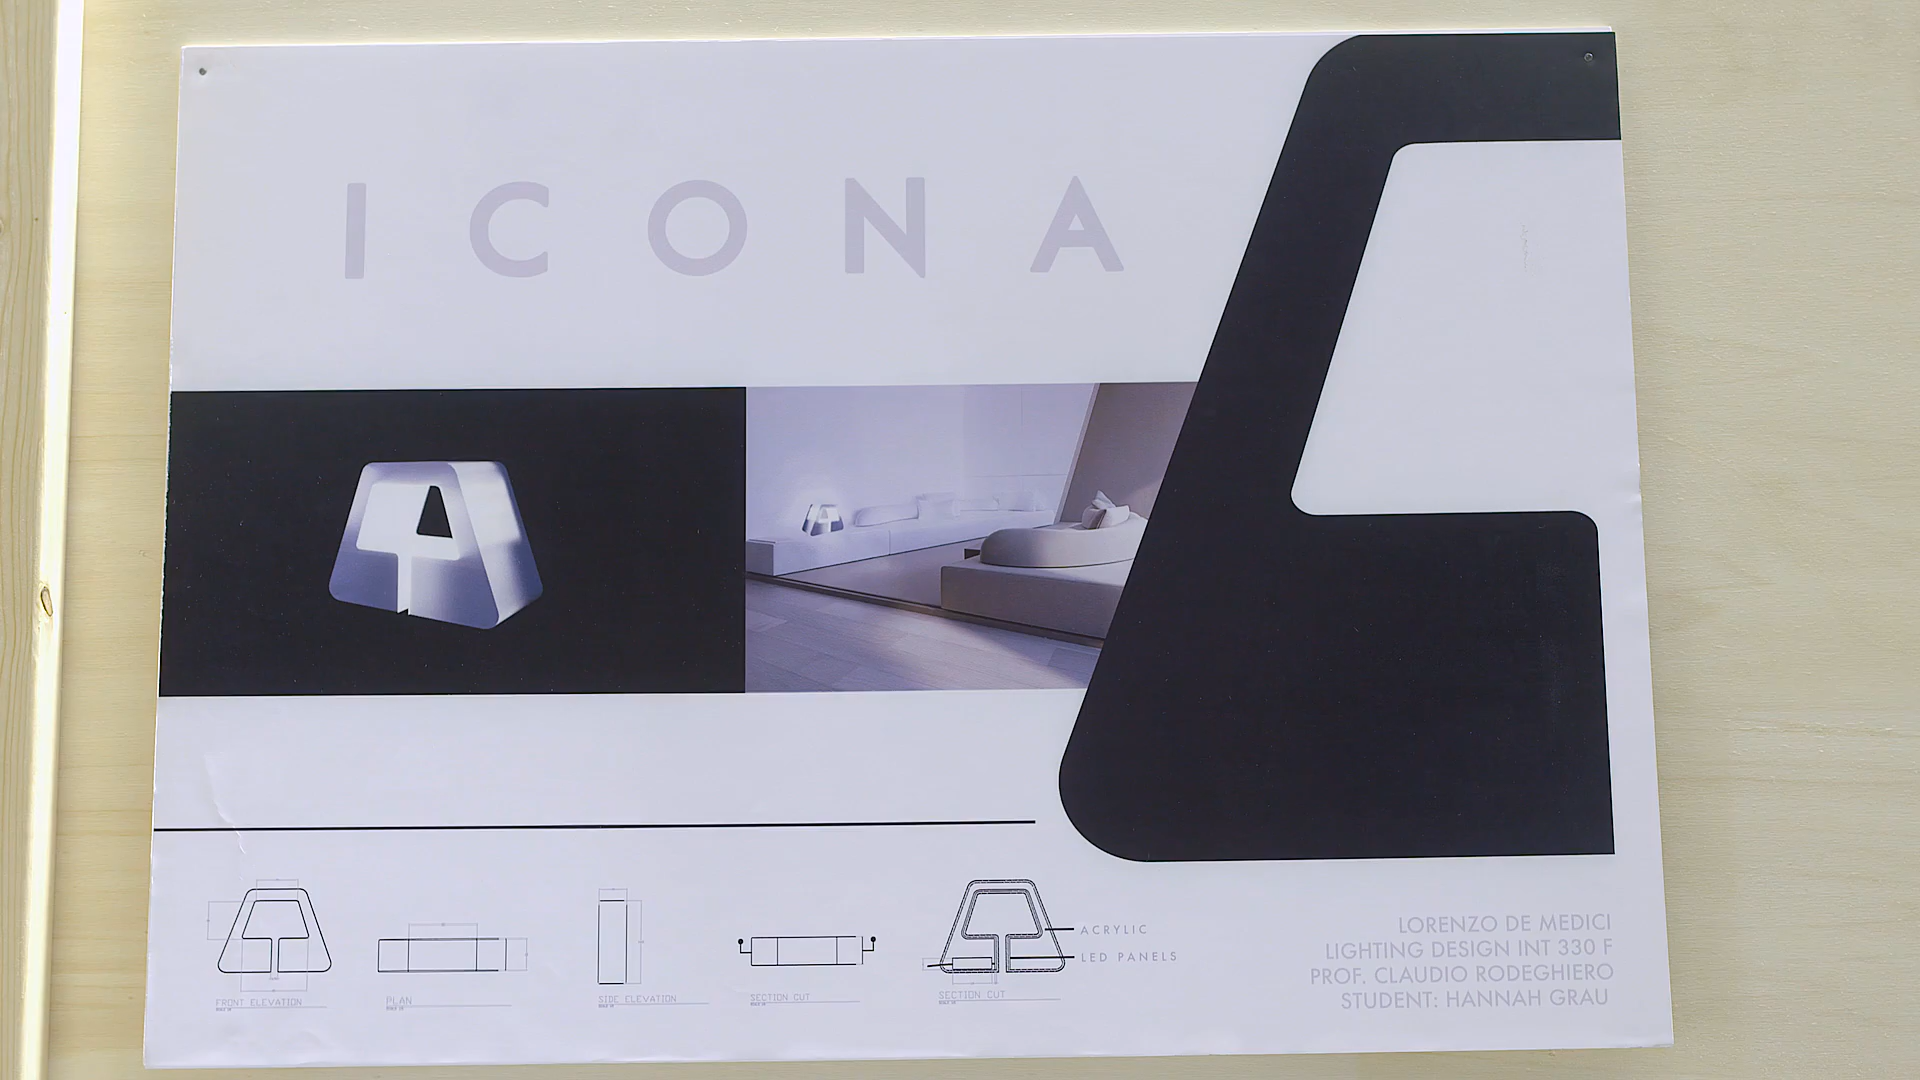 ICONA
ACRYLIC
LED PANELS
FRONT ELEVATION
PLAN
SIDE ELEVATION
SECTION CUT
SECTION CUT
LORENZO DE MEDICI
LIGHTING DESIGN INT 330 F
PROF. CLAUDIO RODEGHIERO
STUDENT: HANNAH GRAU